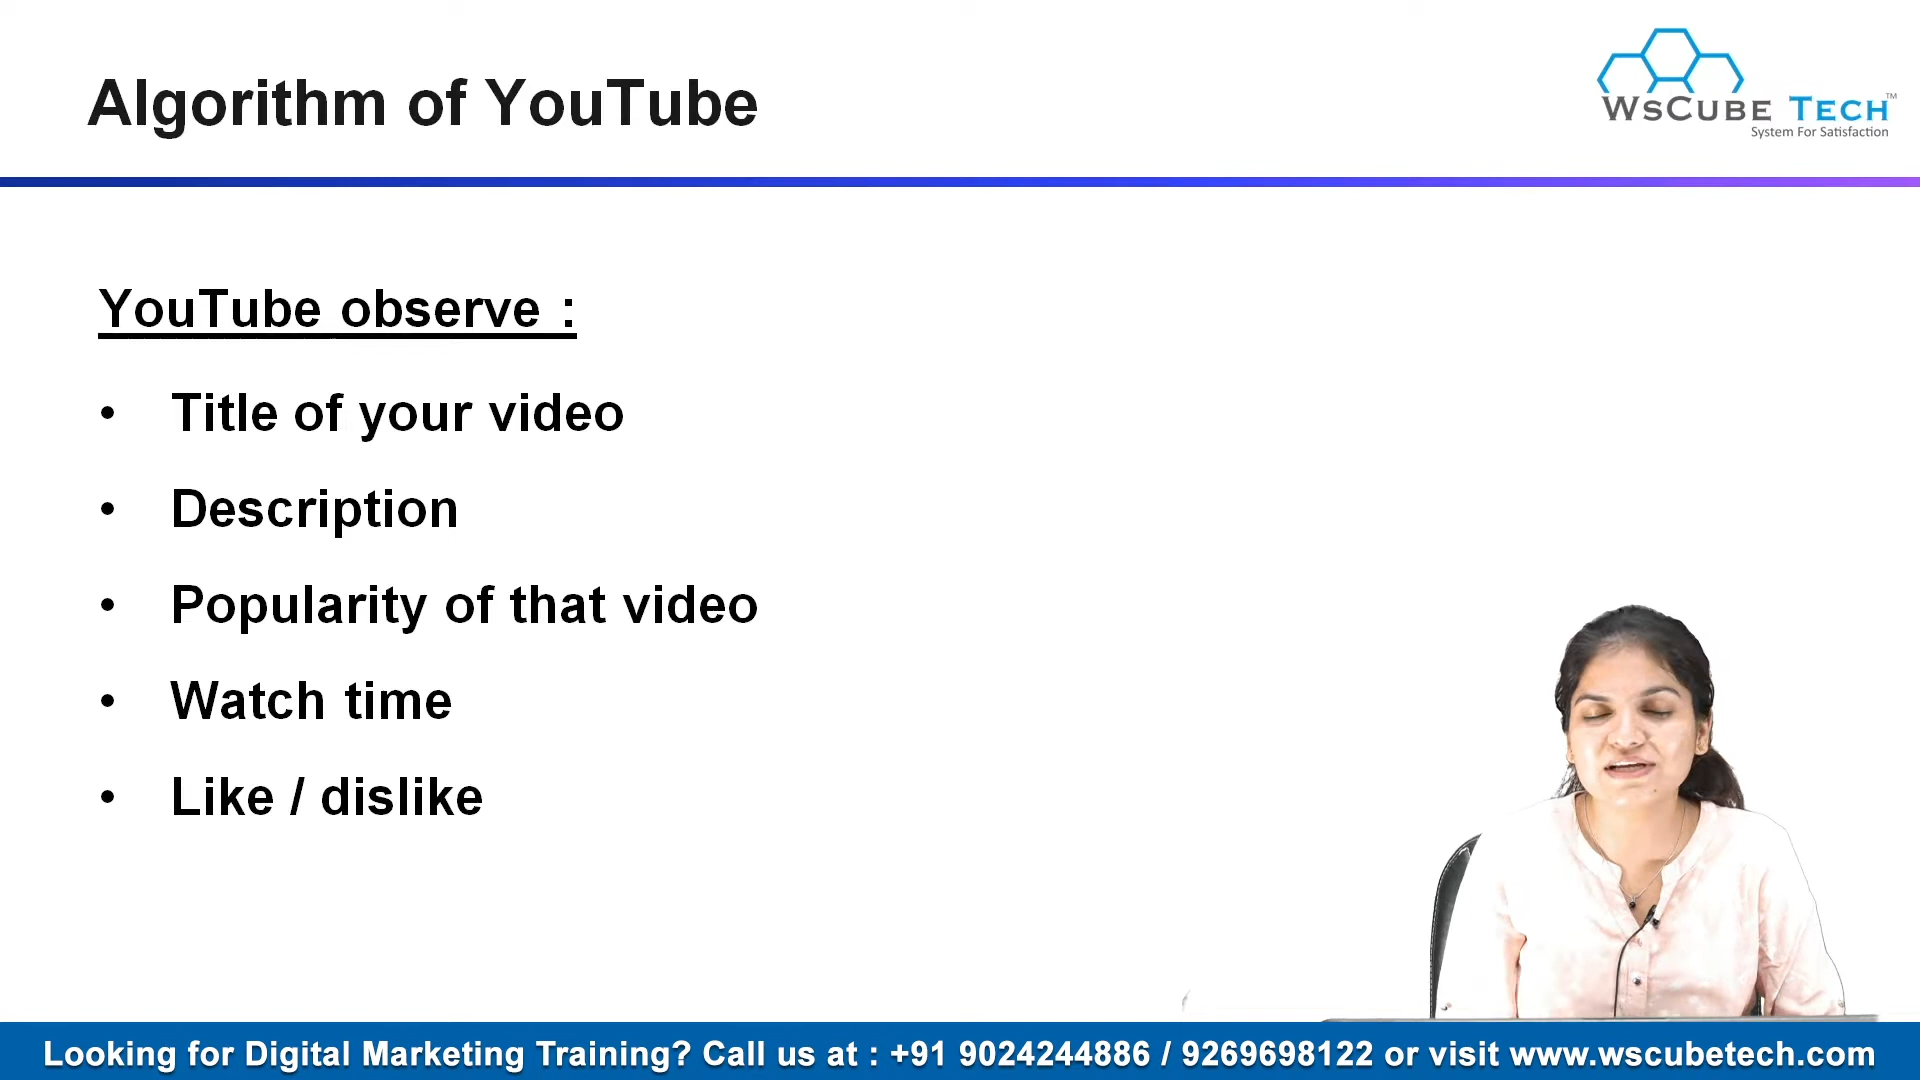 Algorithm of YouTube
WsCube Tech™
System For Satisfaction
YouTube observe :
• Title of your video
• Description
• Popularity of that video
• Watch time
• Like / dislike
Looking for Digital Marketing Training? Call us at : +91 9024244886 / 9269698122 or visit www.wscubetech.com